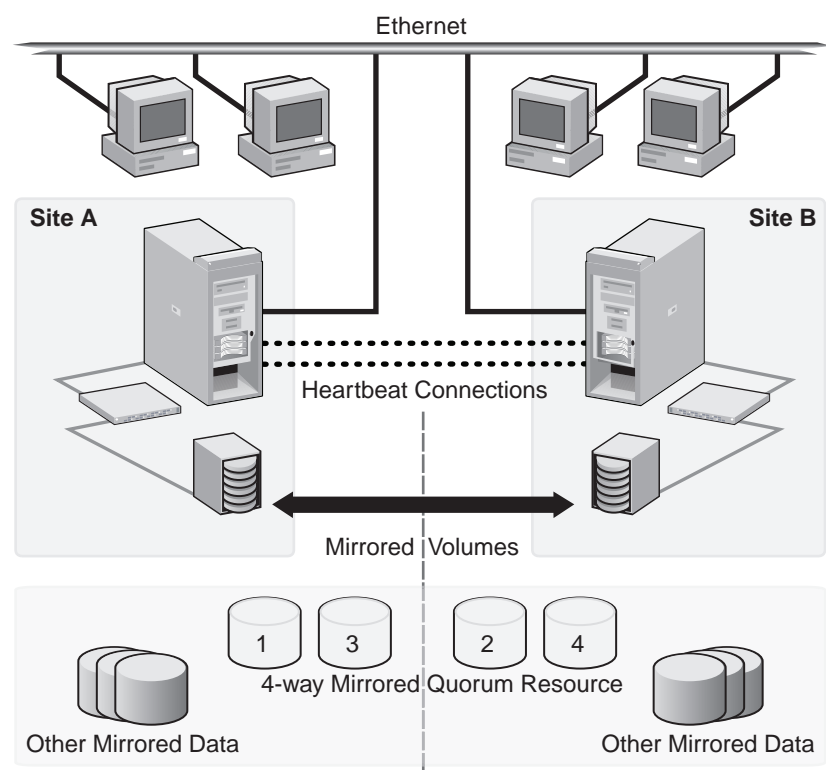 Ethernet
Site A
Site B
Heartbeat Connections
Mirrored Volumes
1 3 2 4
4-way Mirrored Quorum Resource
Other Mirrored Data
Other Mirrored Data